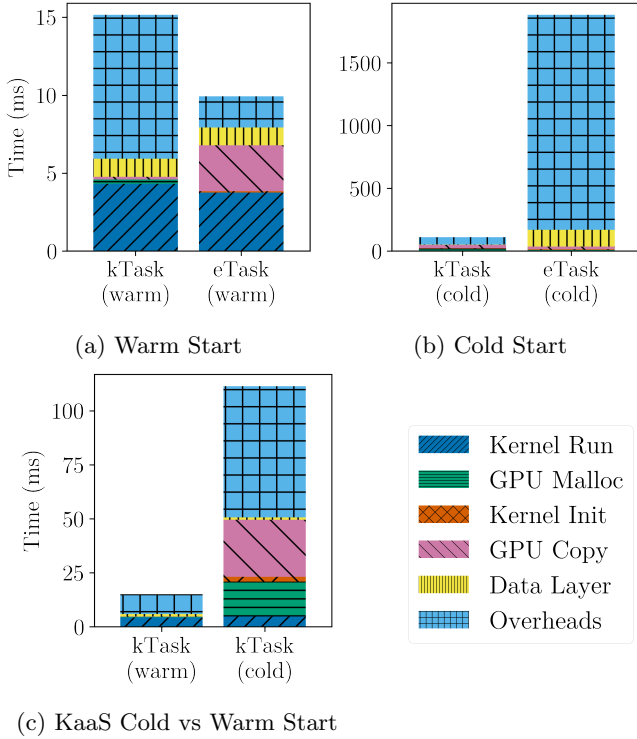 15
10
5
0
Time (ms)
kTask
(warm)
eTask
(warm)
(a) Warm Start
1500
1000
500
0
kTask
(cold)
eTask
(cold)
(b) Cold Start
100
75
50
25
0
Time (ms)
kTask
(warm)
kTask
(cold)
(c) KaaS Cold vs Warm Start
Kernel Run
GPU Malloc
Kernel Init
GPU Copy
Data Layer
Overheads